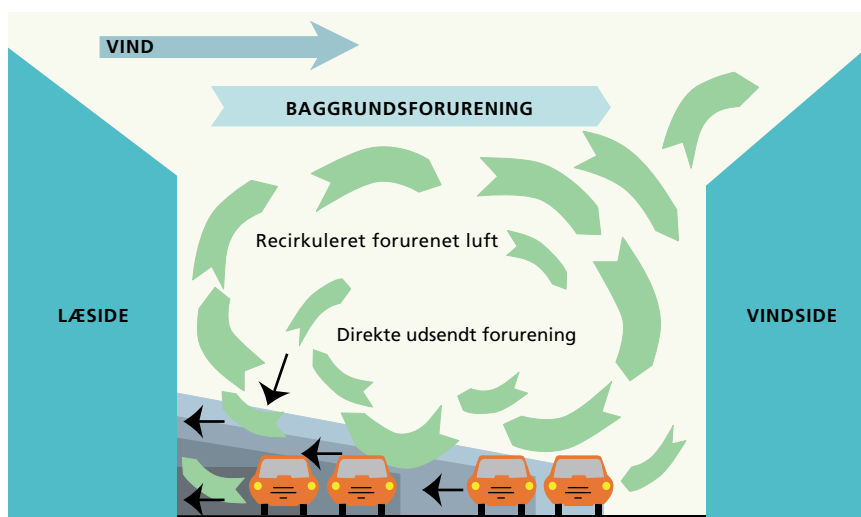 VIND
BAGGRUNDSFORURENING
Recirkuleret forurenet luft
LÆSIDE
VINDSIDE
Direkte udsendt forurening